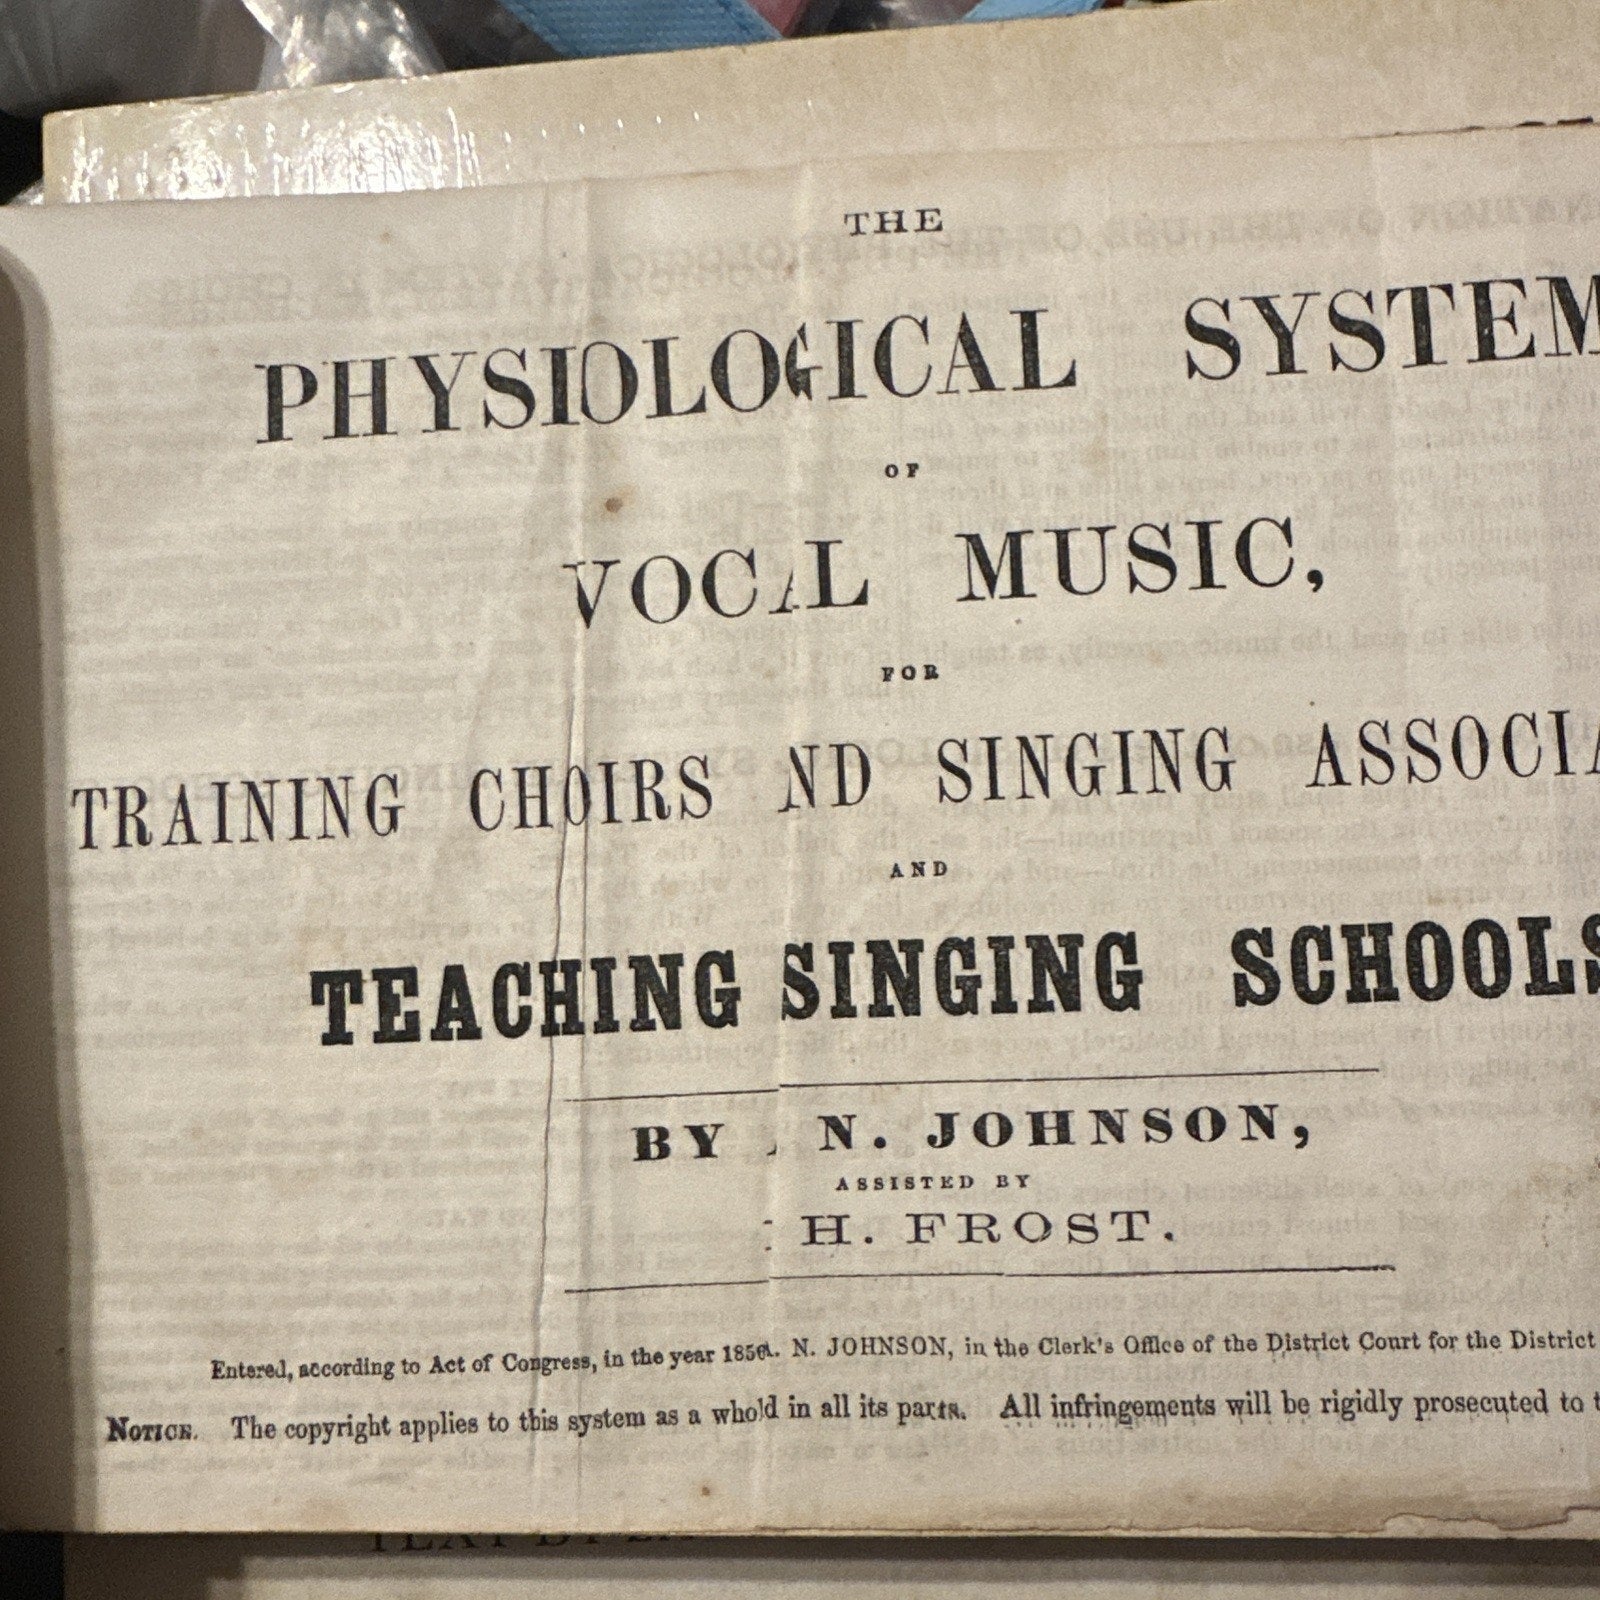 THE
PHYSIOLOGICAL SYSTEM
OF
VOCAL MUSIC,
FOR
TRAINING CHOIRS ND SINGING ASSOCIA
AND
TEACHING SINGING SCHOOLS
BY N. JOHNSON,
ASSISTED BY
H. FROST.
Entered, according to Act of Congress, in the year 185 N. JOHNSON, in the Clerk's Office of the District Court for the District
NOTICE. The copyright applies to this system as a whol d in all its parts. All infringements will be rigidly prosecuted to t